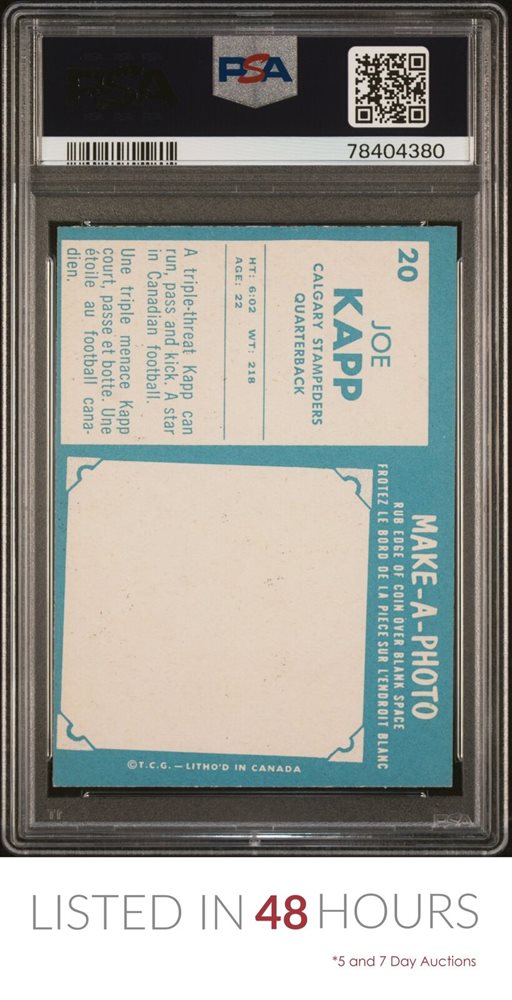 PSA
78404380
20
JOE
KAPP
CALGARY STAMPEDERS
QUARTERBACK
HT: 6:02 WT: 218
AGE: 22
A triple-threat Kapp can
run, pass and kick. A star
in Canadian football.
Une triple menace Kapp
court, passe et botte. Une
étoile au football cana-
dien.
MAKE-A-PHOTO
RUB EDGE OF COIN OVER BLANK SPACE
FROTEZ LE BORD DE LA PIECE SUR L'ENDROIT BLANC
©T.C.G. — LITHO'D IN CANADA
PSA
LISTED IN 48 HOURS
*5 and 7 Day Auctions